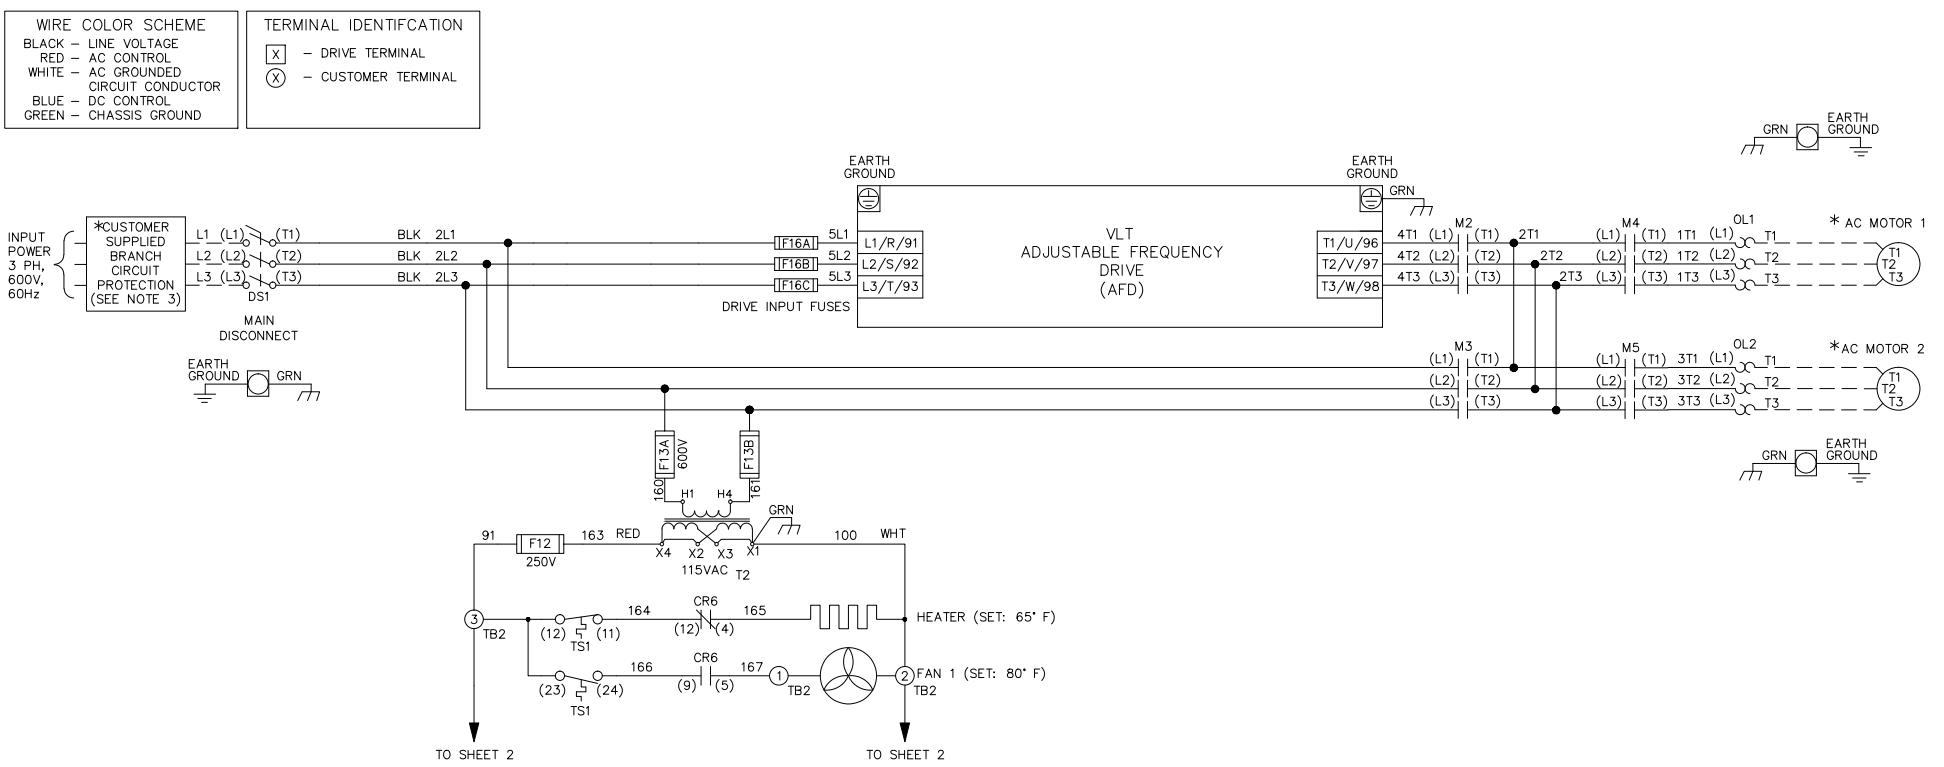 WIRE COLOR SCHEME
BLACK – LINE VOLTAGE
RED – AC CONTROL
WHITE – AC GROUNDED
CIRCUIT CONDUCTOR
BLUE – DC CONTROL
GREEN – CHASSIS GROUND
TERMINAL IDENTIFCATION
X – DRIVE TERMINAL
X – CUSTOMER TERMINAL
INPUT
POWER
3 PH,
600V,
60Hz
*CUSTOMER
SUPPLIED
BRANCH
CIRCUIT
PROTECTION
(SEE NOTE 3)
L1 (L1) (T1)
L2 (L2) (T2)
L3 (L3) (T3)
DS1
MAIN
DISCONNECT
EARTH
GROUND
GRN
BLK 2L1
BLK 2L2
BLK 2L3
F16A 5L1
F16B 5L2
F16C 5L3
DRIVE INPUT FUSES
EARTH
GROUND
L1/R/91
L2/S/92
L3/T/93
VLT
ADJUSTABLE FREQUENCY
DRIVE
(AFD)
EARTH
GROUND
GRN
T1/U/96
T2/V/97
T3/W/98
4T1 (L1) M2 (T1) 2T1
4T2 (L2) (T2) 2T2
4T3 (L3) (T3) 2T3
(L1) M4 (T1) 1T1 (L1) OL1 T1
(L2) (T2) 1T2 (L2) T2
(L3) (T3) 1T3 (L3) T3
* AC MOTOR 1
T1
T2
T3
GRN
EARTH
GROUND
M3
(L1) (T1)
(L2) (T2)
(L3) (T3)
M5
(L1) (T1) 3T1 (L1) OL2 T1
(L2) (T2) 3T2 (L2) T2
(L3) (T3) 3T3 (L3) T3
*AC MOTOR 2
T1
T2
T3
GRN
EARTH
GROUND
F13A
600V
F13B
160
161
H1 H4
GRN
91 F12 163 RED
250V
X4 X2 X3 X1
115VAC T2
100 WHT
3
TB2
(12) (11)
TS1
164
CR6
(12) (4)
165
HEATER (SET: 65° F)
(23) (24)
TS1
166
CR6
(9) (5)
167
1
TB2
2
TB2
FAN 1 (SET: 80° F)
TO SHEET 2
TO SHEET 2